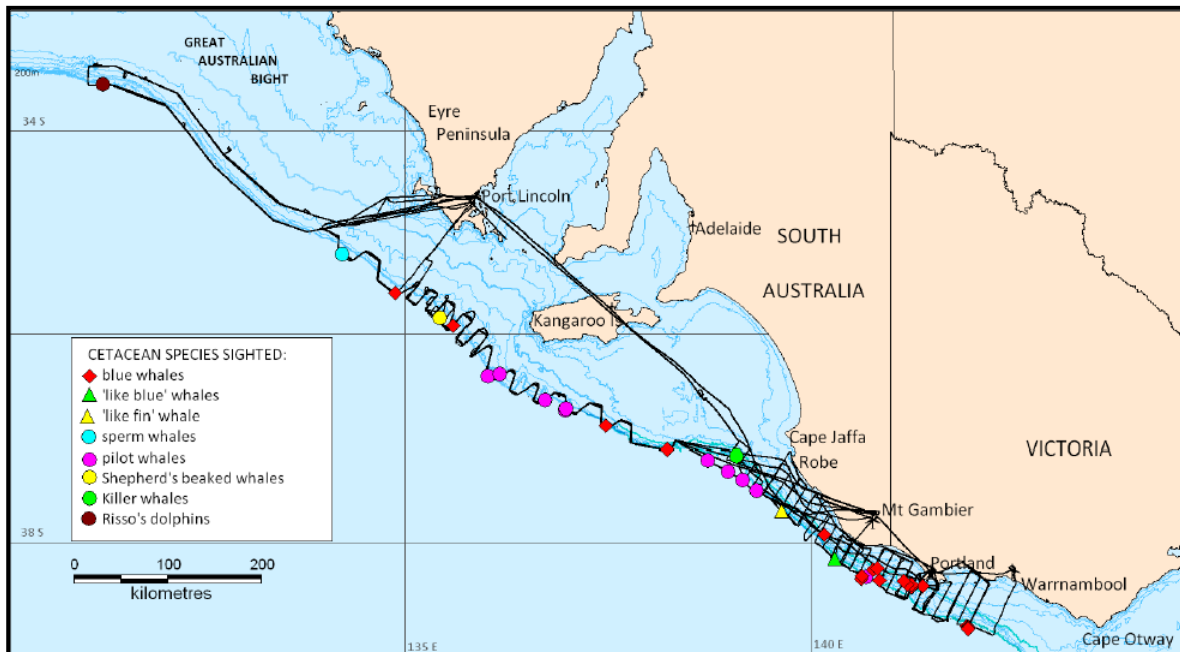 GREAT
AUSTRALIAN
BIGHT
200m
Eyre
Peninsula
34 S
Port Lincoln
Adelaide
SOUTH
AUSTRALIA
Kangaroo Is
CETACEAN SPECIES SIGHTED:
blue whales
'like blue' whales
'like fin' whale
sperm whales
pilot whales
Shepherd's beaked whales
Killer whales
Risso's dolphins
Cape Jaffa
Robe
VICTORIA
Mt Gambier
38 S
Portland
Warrnambool
0 50 100 200
kilometres
135 E
140 E
Cape Otway